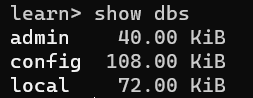 learn> show dbs
admin     40.00 KiB
config   108.00 KiB
local     72.00 KiB